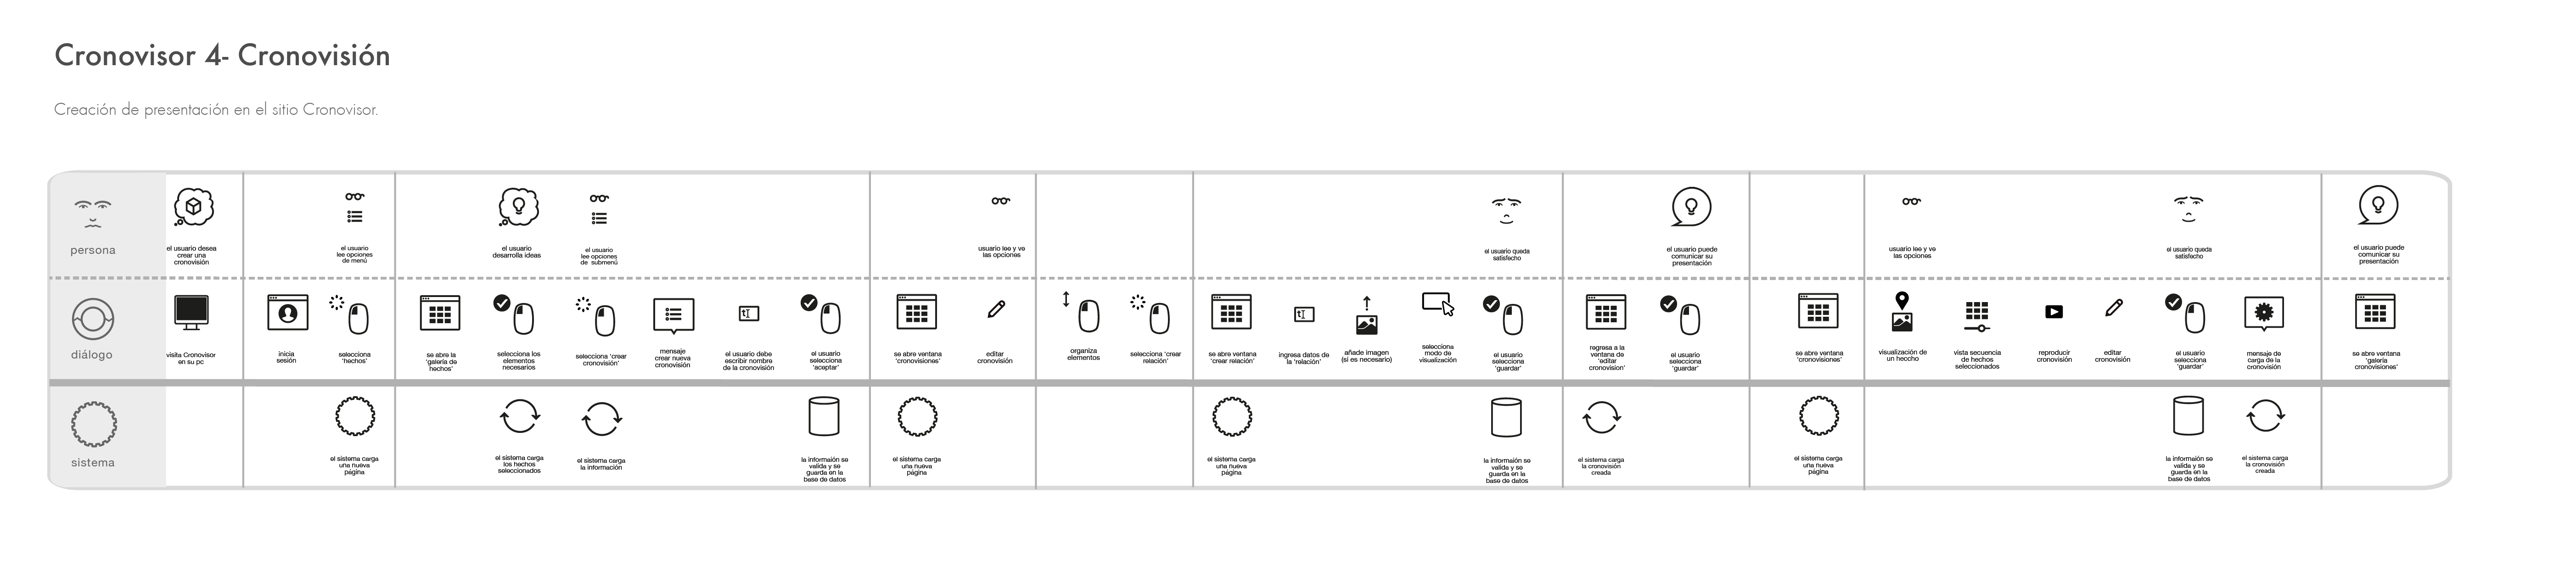 Cronovisor 4- Cronovisión
Creación de presentación en el sitio Cronovisor.
persona
el usuario desea
crear una
cronovisión
el usuario
lee opciones
de menú
el usuario
desarrolla ideas
el usuario
lee opciones
de submenú
usuario lee y ve
las opciones
el usuario queda
satisfecho
el usuario puede
comunicar su
presentación
usuario lee y ve
las opciones
el usuario queda
satisfecho
el usuario puede
comunicar su
presentación
diálogo
visita Cronovisor
en su pc
inicia
sesión
selecciona
'hechos'
se abre la
'galería de
hechos'
selecciona los
elementos
necesarios
selecciona 'crear
cronovisión'
mensaje
crear nueva
cronovisión
el usuario debe
escribir nombre
de la cronovisión
el usuario
selecciona
'aceptar'
se abre ventana
'cronovisiones'
editar
cronovisión
organiza
elementos
selecciona 'crear
relación'
se abre ventana
'crear relación'
ingresa datos de
la 'relación'
añade imagen
(si es necesario)
selecciona
modo de
visualización
el usuario
selecciona
'guardar'
regresa a la
ventana de
'editar
cronovision'
el usuario
selecciona
'guardar'
se abre ventana
'cronovisiones'
visualización de
un heccho
vista secuencia
de hechos
seleccionados
reproducir
cronovisión
editar
cronovisión
el usuario
selecciona
'guardar'
mensaje de
carga de la
cronovisión
se abre ventana
'galería
cronovisiones'
sistema
el sistema carga
una nueva
página
el sistema carga
los hechos
seleccionados
el sistema carga
la información
la informaión se
valida y se
guarda en la
base de datos
el sistema carga
una nueva
página
el sistema carga
una nueva
página
la informaión se
valida y se
guarda en la
base de datos
el sistema carga
la cronovisión
creada
el sistema carga
una nueva
página
la informaión se
valida y se
guarda en la
base de datos
el sistema carga
la cronovisión
creada